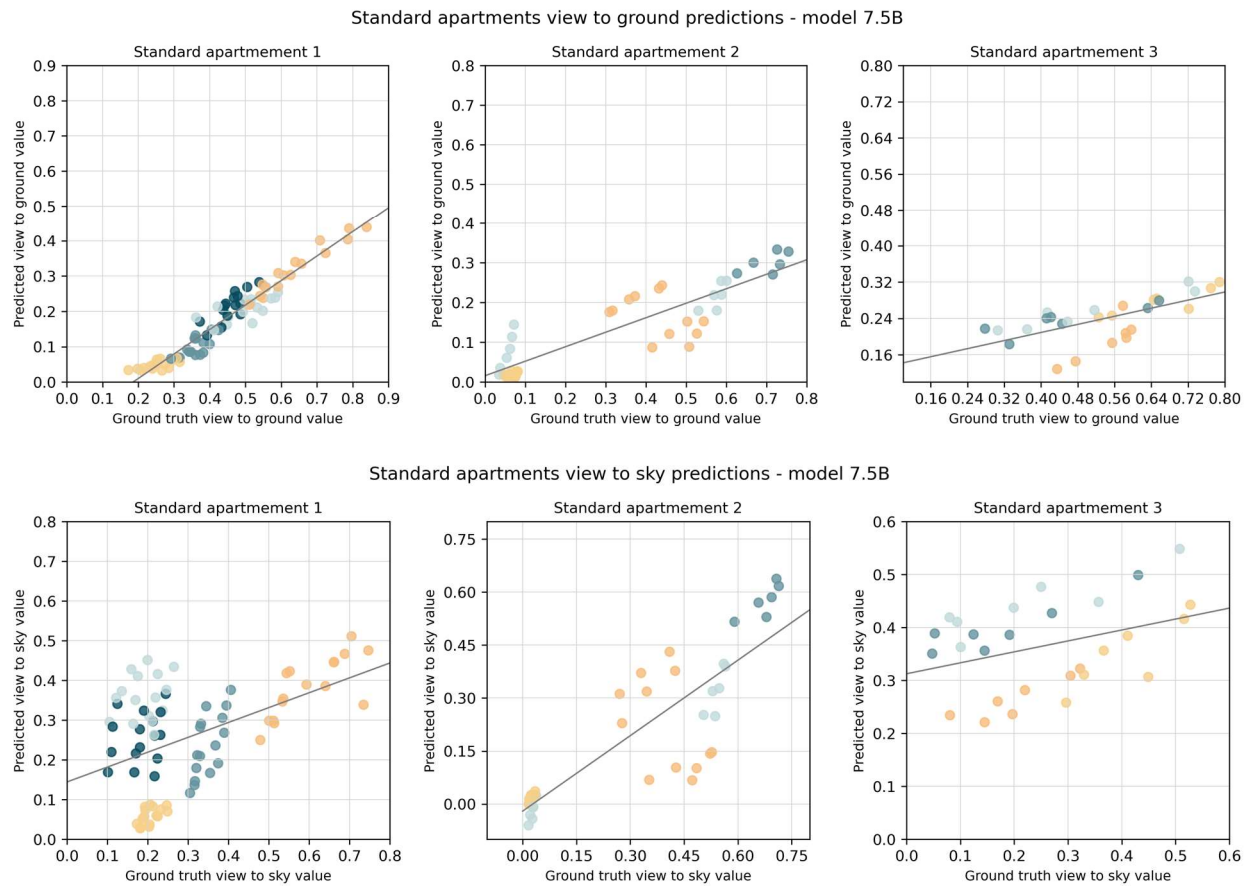 Standard apartments view to ground predictions - model 7.5B
Standard apartmement 1
Standard apartmement 2
Standard apartmement 3
Predicted view to ground value
0.9
0.8
0.7
0.6
0.5
0.4
0.3
0.2
0.1
0.0
0.0 0.1 0.2 0.3 0.4 0.5 0.6 0.7 0.8 0.9
Ground truth view to ground value
Predicted view to ground value
0.8
0.7
0.6
0.5
0.4
0.3
0.2
0.1
0.0
0.0 0.1 0.2 0.3 0.4 0.5 0.6 0.7 0.8
Ground truth view to ground value
Predicted view to ground value
0.80
0.72
0.64
0.56
0.48
0.40
0.32
0.24
0.16
0.16 0.24 0.32 0.40 0.48 0.56 0.64 0.72 0.80
Ground truth view to ground value
Standard apartments view to sky predictions - model 7.5B
Standard apartmement 1
Standard apartmement 2
Standard apartmement 3
Predicted view to sky value
0.8
0.7
0.6
0.5
0.4
0.3
0.2
0.1
0.0
0.0 0.1 0.2 0.3 0.4 0.5 0.6 0.7 0.8
Ground truth view to sky value
Predicted view to sky value
0.75
0.60
0.45
0.30
0.15
0.00
0.00 0.15 0.30 0.45 0.60 0.75
Ground truth view to sky value
Predicted view to sky value
0.6
0.5
0.4
0.3
0.2
0.1
0.0
0.0 0.1 0.2 0.3 0.4 0.5 0.6
Ground truth view to sky value